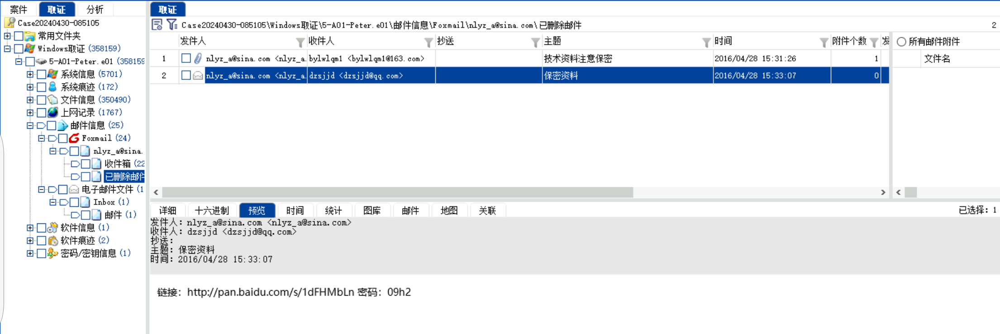 案件 取证 分析
Case20240430-085105
常用文件夹
Windows取证 (358159)
5-A01-Peter.e01 (358159
系统信息 (5701)
系统痕迹 (172)
文件信息 (350490)
上网记录 (1767)
邮件信息 (25)
Foxmail (24)
nlyz_a@sina.
收件箱 (22
已删除邮件
电子邮件文件 (1
Inbox (1)
邮件 (1)
软件信息 (1)
软件痕迹 (2)
密码/密钥信息 (1)
取证
Case20240430-085105\Windows取证\5-A01-Peter.e01\邮件信息\Foxmail\nlyz_a@sina.com\已删除邮件 2
发件人 收件人 抄送 主题 时间 附件个数 发
1 nlyz_a@sina.com <nlyz_a. bylwlqm1 <bylwlqm1@163.com> 技术资料注意保密 2016/04/28 15:31:26 1
2 nlyz_a@sina.com <nlyz_a. dzsjjd <dzsjjd@qq.com> 保密资料 2016/04/28 15:33:07 0
所有邮件附件
文件名
详细 十六进制 预览 时间 统计 图库 邮件 地图 关联 已选择: 1
发件人: nlyz_a@sina.com <nlyz_a@sina.com>
收件人: dzsjjd <dzsjjd@qq.com>
抄送:
主题: 保密资料
时间: 2016/04/28 15:33:07
链接：http://pan.baidu.com/s/1dFHMbLn 密码：09h2